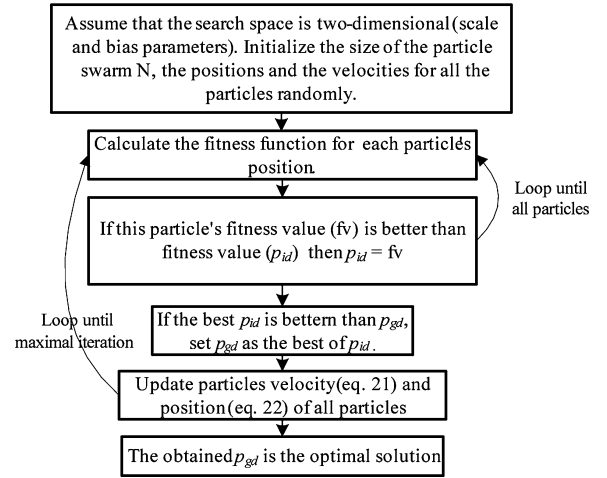 Assume that the search space is two-dimensional(scale
and bias parameters). Initialize the size of the particle
swarm N, the positions and the velocities for all the
particles randomly.
Calculate the fitness function for each particle's
position.
Loop until
all particles
If this particle's fitness value (fv) is better than
fitness value (pid) then pid = fv
If the best pid is bettern than pgd,
set pgd as the best of pid.
Loop until
maximal iteration
Update particles velocity(eq. 21) and
position(eq. 22) of all particles
The obtained pgd is the optimal solution